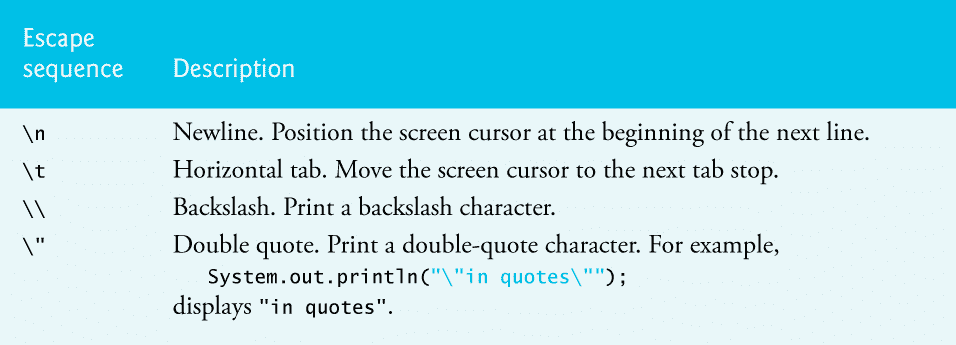 Escape
sequence Description
\n Newline. Position the screen cursor at the beginning of the next line.
\t Horizontal tab. Move the screen cursor to the next tab stop.
\\ Backslash. Print a backslash character.
\" Double quote. Print a double-quote character. For example,
System.out.println("\"in quotes\"");
displays "in quotes".